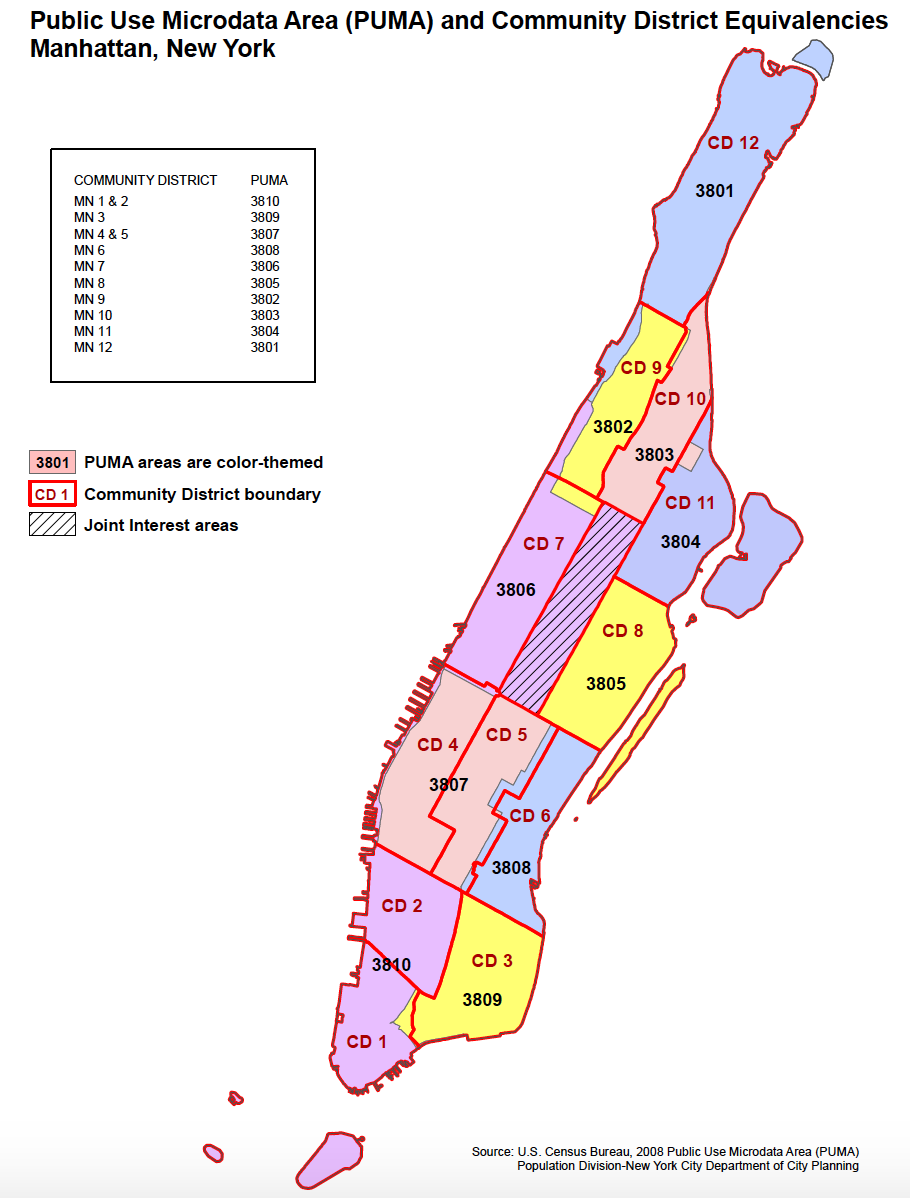 Public Use Microdata Area (PUMA) and Community District Equivalencies
Manhattan, New York
COMMUNITY DISTRICT PUMA
MN 1 & 2 3810
MN 3 3809
MN 4 & 5 3807
MN 6 3808
MN 7 3806
MN 8 3805
MN 9 3802
MN 10 3803
MN 11 3804
MN 12 3801
3801 PUMA areas are color-themed
CD 1 Community District boundary
Joint Interest areas
CD 12
3801
CD 9
CD 10
3802
3803
CD 11
3804
CD 7
3806
CD 8
3805
CD 5
CD 4
3807
CD 6
3808
CD 2
3810
CD 3
3809
CD 1
Source: U.S. Census Bureau, 2008 Public Use Microdata Area (PUMA)
Population Division-New York City Department of City Planning